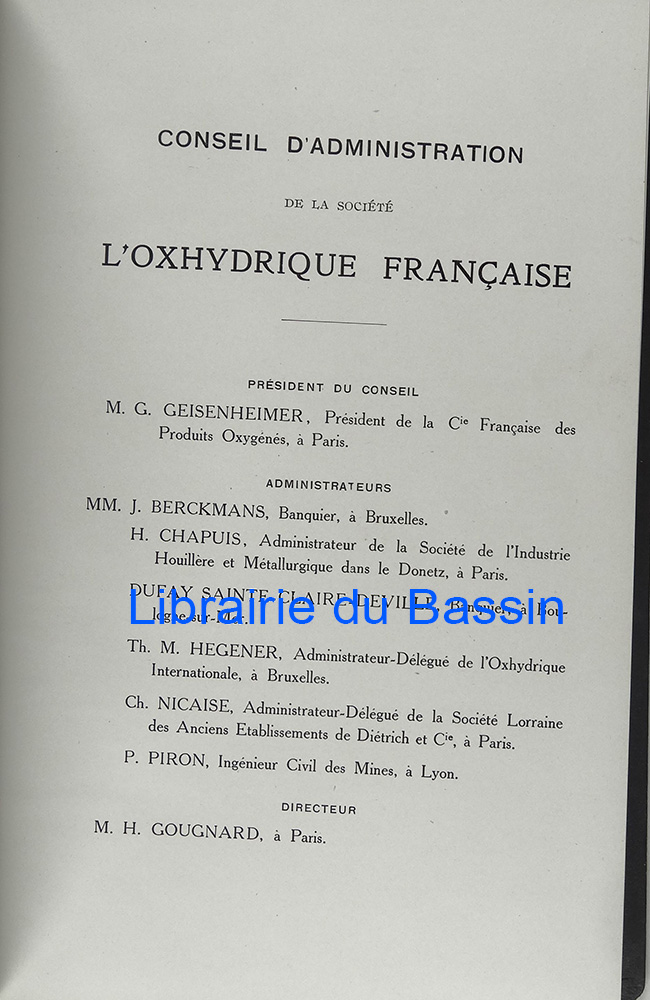 CONSEIL D'ADMINISTRATION
DE LA SOCIÉTÉ
L'OXHYDRIQUE FRANÇAISE
PRÉSIDENT DU CONSEIL
M. G. GEISENHEIMER, Président de la Cie Française des
Produits Oxygénés, à Paris.
ADMINISTRATEURS
MM. J. BERCKMANS, Banquier, à Bruxelles.
H. CHAPUIS, Administrateur de la Société de l'Industrie
Houillère et Métallurgique dans le Donetz, à Paris.
DUFAY SAINTE-CLAIRE-DEVILLE, Banquier, à Bou-
logne-sur-Mer.
Librairie du Bassin
Th. M. HEGENER, Administrateur-Délégué de l'Oxhydrique
Internationale, à Bruxelles.
Ch. NICAISE, Administrateur-Délégué de la Société Lorraine
des Anciens Etablissements de Diétrich et Cie, à Paris.
P. PIRON, Ingénieur Civil des Mines, à Lyon.
DIRECTEUR
M. H. GOUGNARD, à Paris.